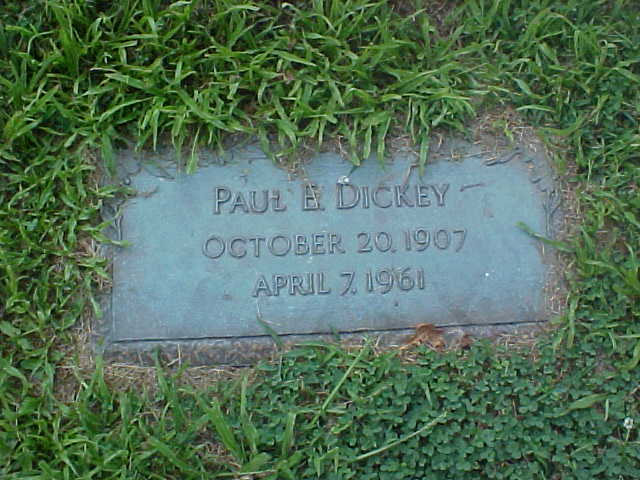 PAUL E. DICKEY
OCTOBER 20, 1907
APRIL 7, 1961